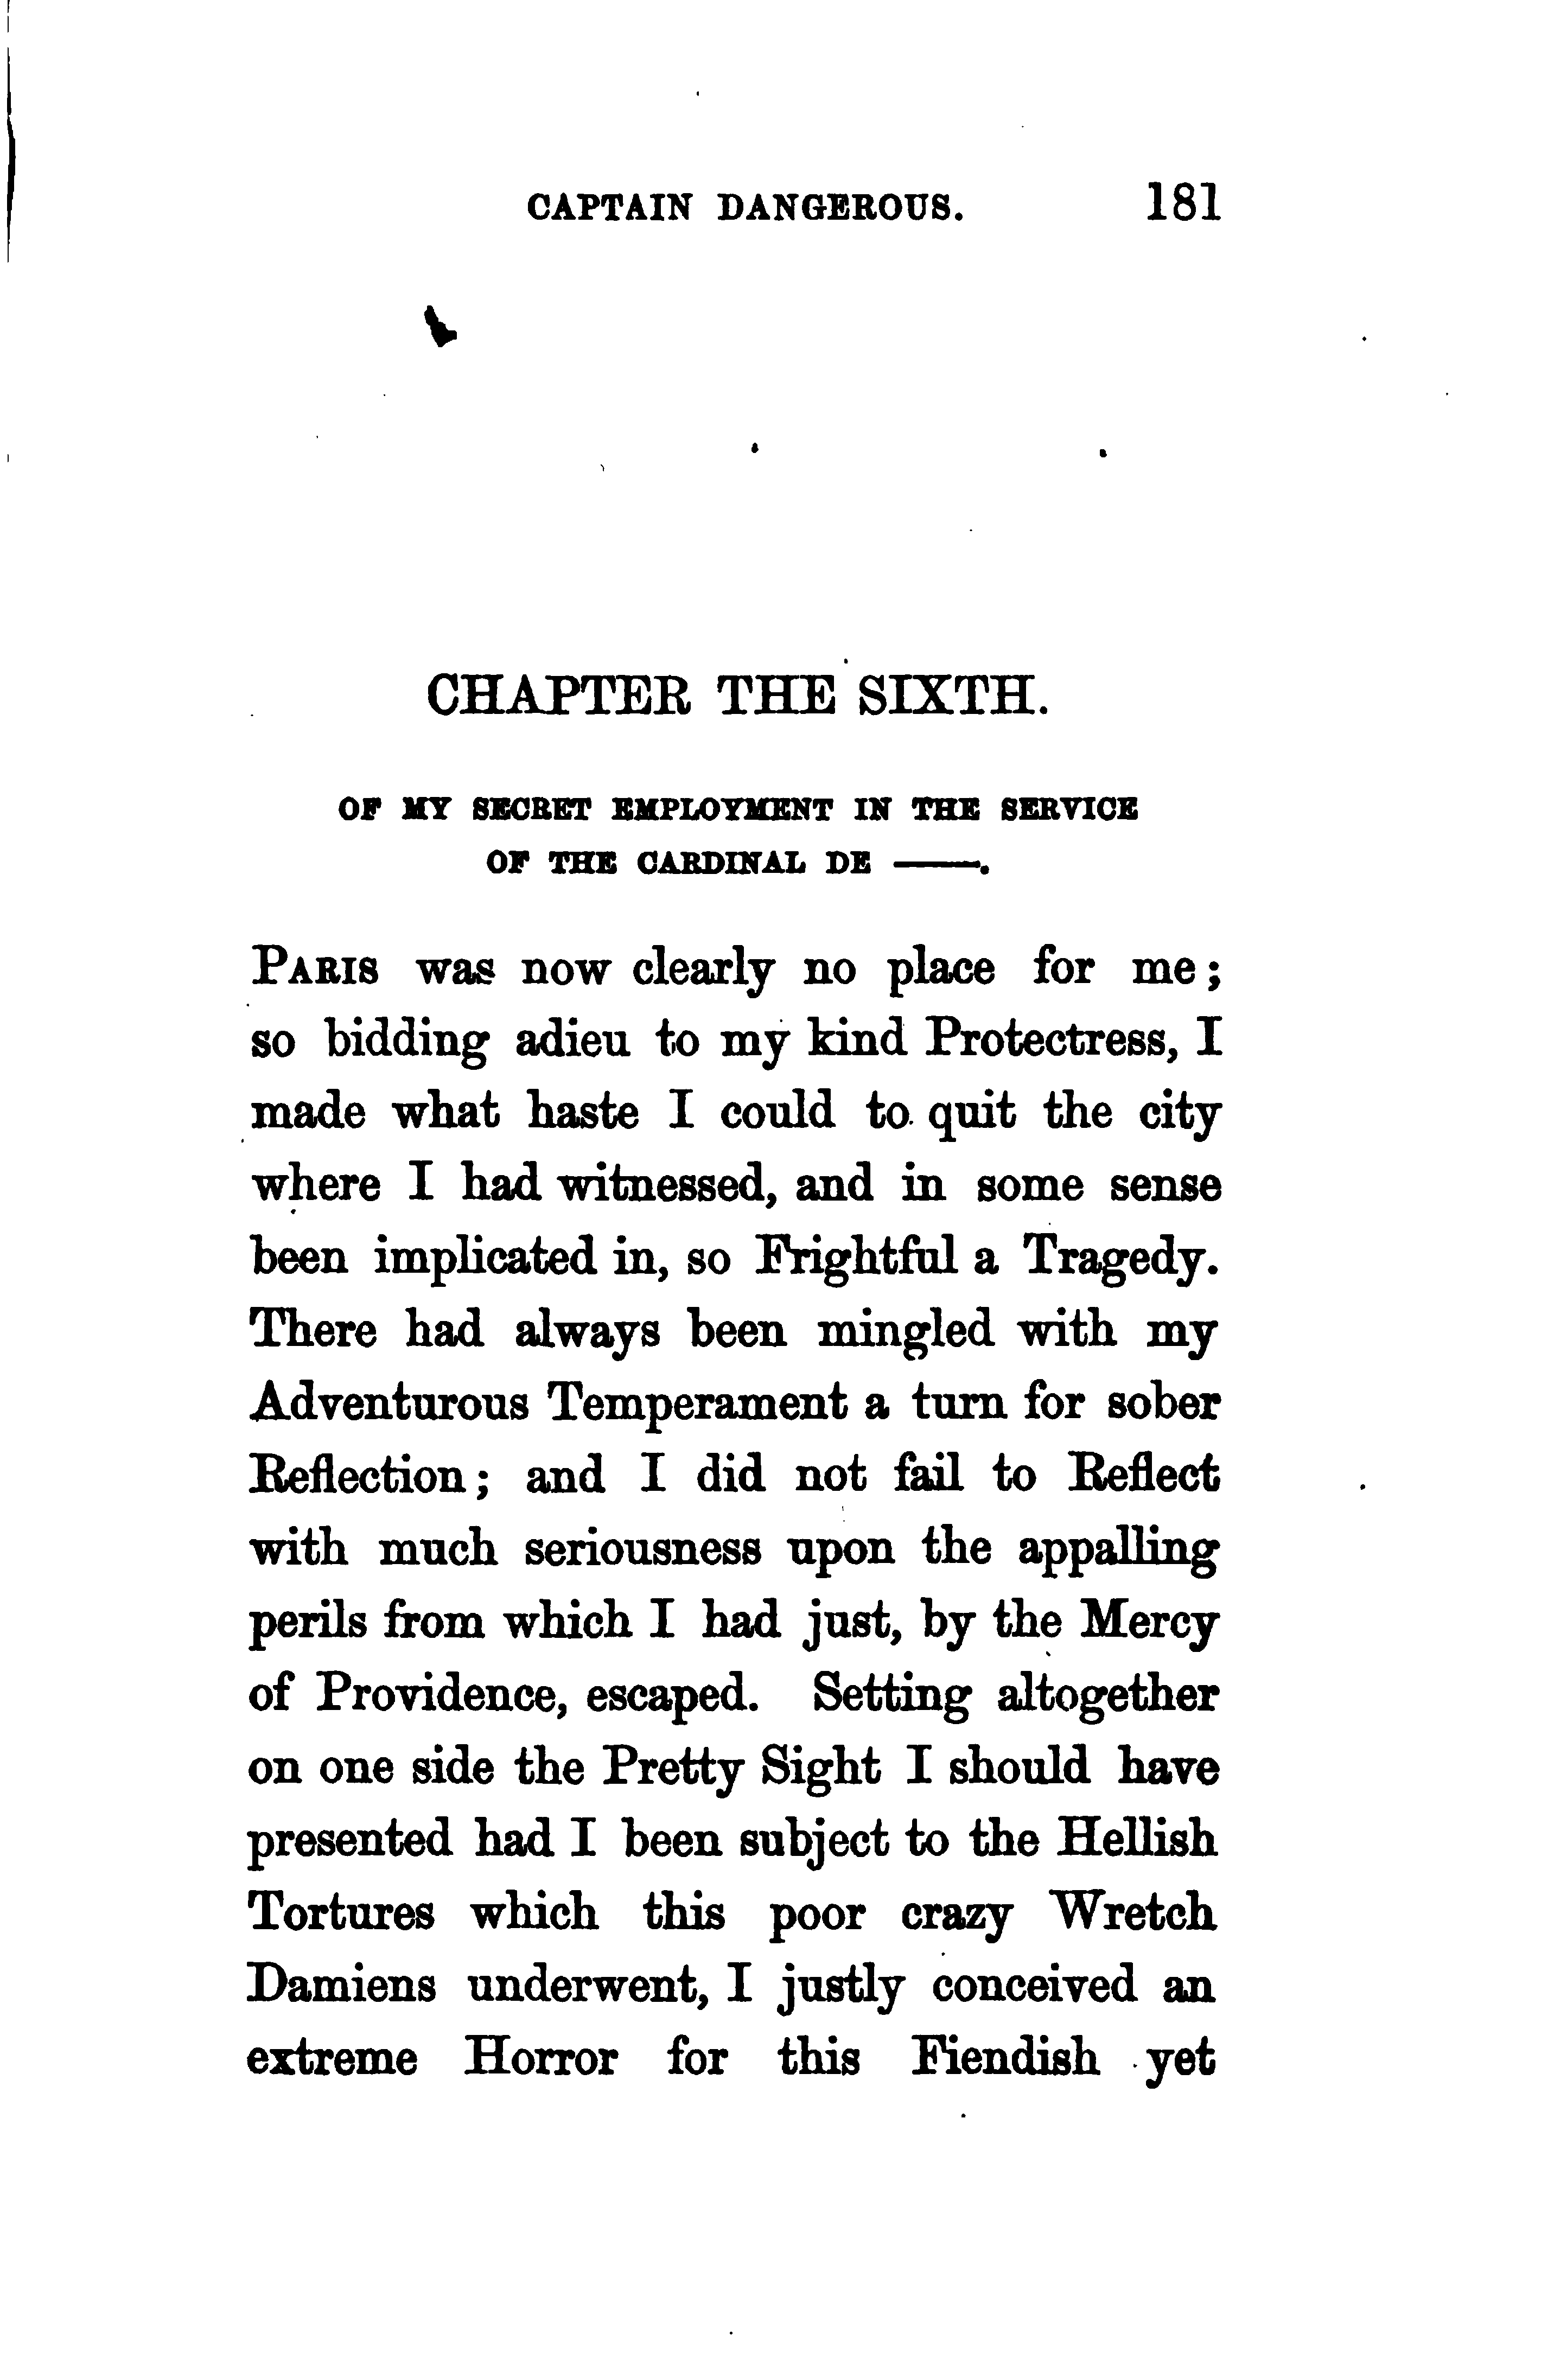 CAPTAIN DANGEROUS. 181
CHAPTER THE SIXTH.
OF MY SECRET EMPLOYMENT IN THE SERVICE
OF THE CARDINAL DE ——.
PARIS was now clearly no place for me;
so bidding adieu to my kind Protectress, I
made what haste I could to quit the city
where I had witnessed, and in some sense
been implicated in, so Frightful a Tragedy.
There had always been mingled with my
Adventurous Temperament a turn for sober
Reflection; and I did not fail to Reflect
with much seriousness upon the appalling
perils from which I had just, by the Mercy
of Providence, escaped. Setting altogether
on one side the Pretty Sight I should have
presented had I been subject to the Hellish
Tortures which this poor crazy Wretch
Damiens underwent, I justly conceived an
extreme Horror for this Fiendish yet